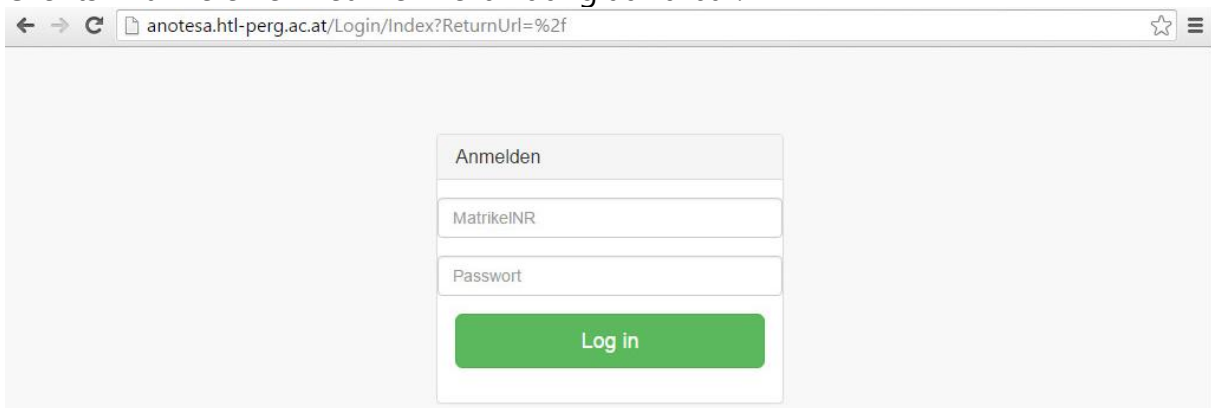 anotesa.htl-perg.ac.at/Login/Index?ReturnUrl=%2f
Anmelden
MatrikelNR
Passwort
Log in